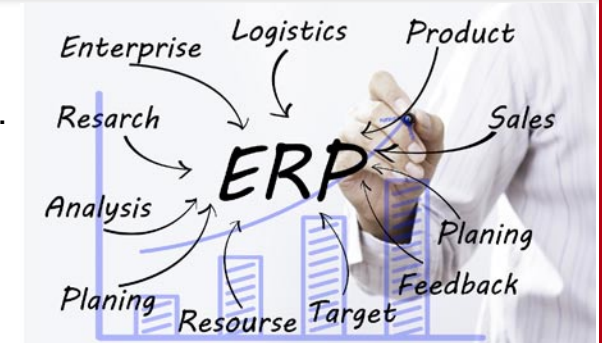 Enterprise
Logistics
Product
Resarch
Sales
ERP
Analysis
Planing
Planing
Feedback
Resourse
Target